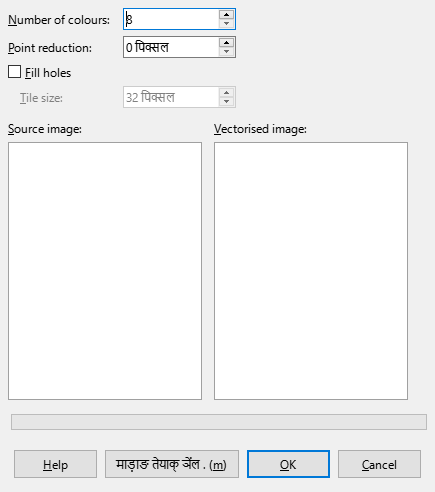 Number of colours: 8
Point reduction: 0 पिक्सल
Fill holes
Tile size: 32 पिक्सल
Source image: Vectorised image:
Help माड़ाङ तेयाक् ञेंल . (m) OK Cancel